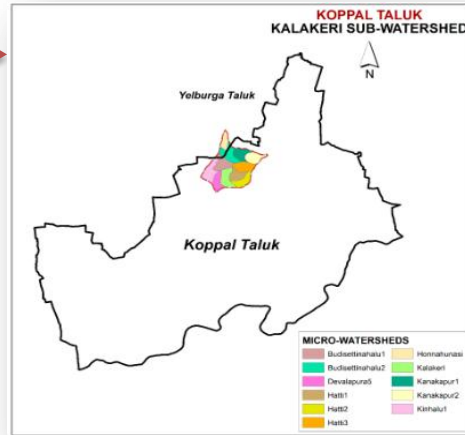 KOPPAL TALUK
KALAKERI SUB-WATERSHED
N
Yelburga Taluk
Koppal Taluk
MICRO-WATERSHEDS
Budisettinahalu1
Budisettinahalu2
Devalapura5
Hatti1
Hatti2
Hatti3
Honnahunasi
Kalakeri
Kanakapur1
Kanakapur2
Kinhalu1